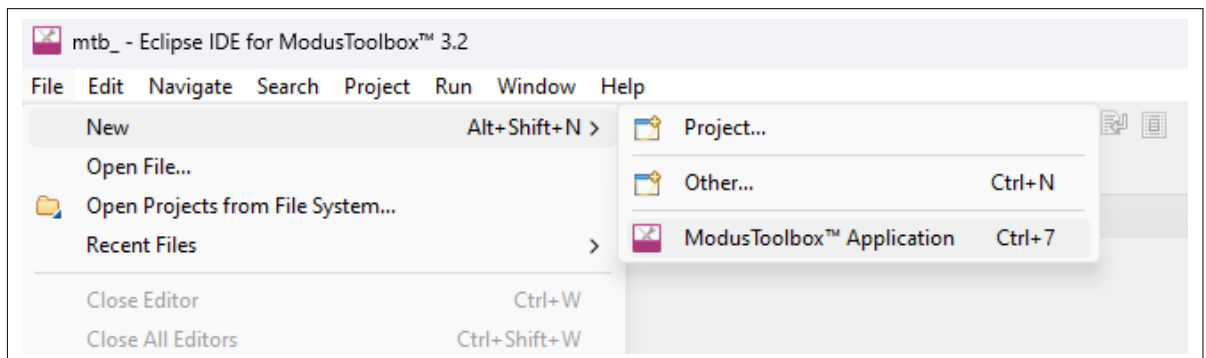 mtb_ - Eclipse IDE for ModusToolbox™ 3.2
File Edit Navigate Search Project Run Window Help
New Alt+Shift+N >
Open File...
Open Projects from File System...
Recent Files >
Close Editor Ctrl+W
Close All Editors Ctrl+Shift+W
Project...
Other... Ctrl+N
ModusToolbox™ Application Ctrl+7